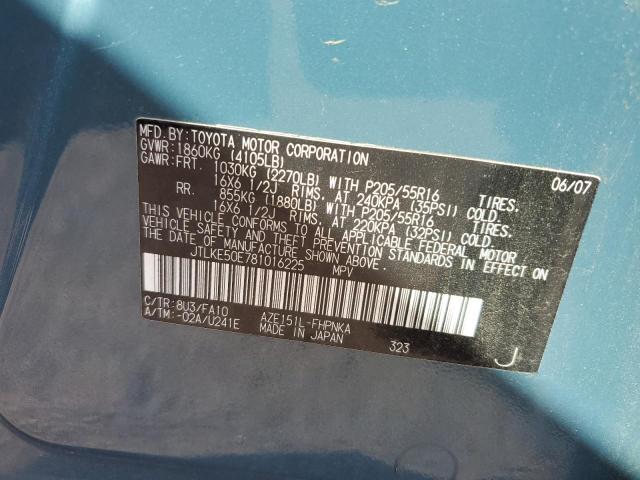 MFD.BY: TOYOTA MOTOR CORPORATION 06/07
GVWR: 1860KG (4105LB)
GAWR: FRT. 1030KG (2270LB) WITH P205/55R16 TIRES,
16X6 1/2J RIMS, AT 240KPA (35PSI) COLD.
RR. 855KG (1880LB) WITH P205/55R16 TIRES,
16X6 1/2J RIMS, AT 220KPA (32PSI) COLD.
THIS VEHICLE CONFORMS TO ALL APPLICABLE FEDERAL MOTOR
VEHICLE SAFETY AND THEFT PREVENTION STANDARDS IN EFFECT ON
THE DATE OF MANUFACTURE SHOWN ABOVE.
JTLKE50E781016225 MPV
C/TR: 8U3/FA10 AZE151L-FHPNKA
A/TM: -02A/U241E MADE IN JAPAN 323 J